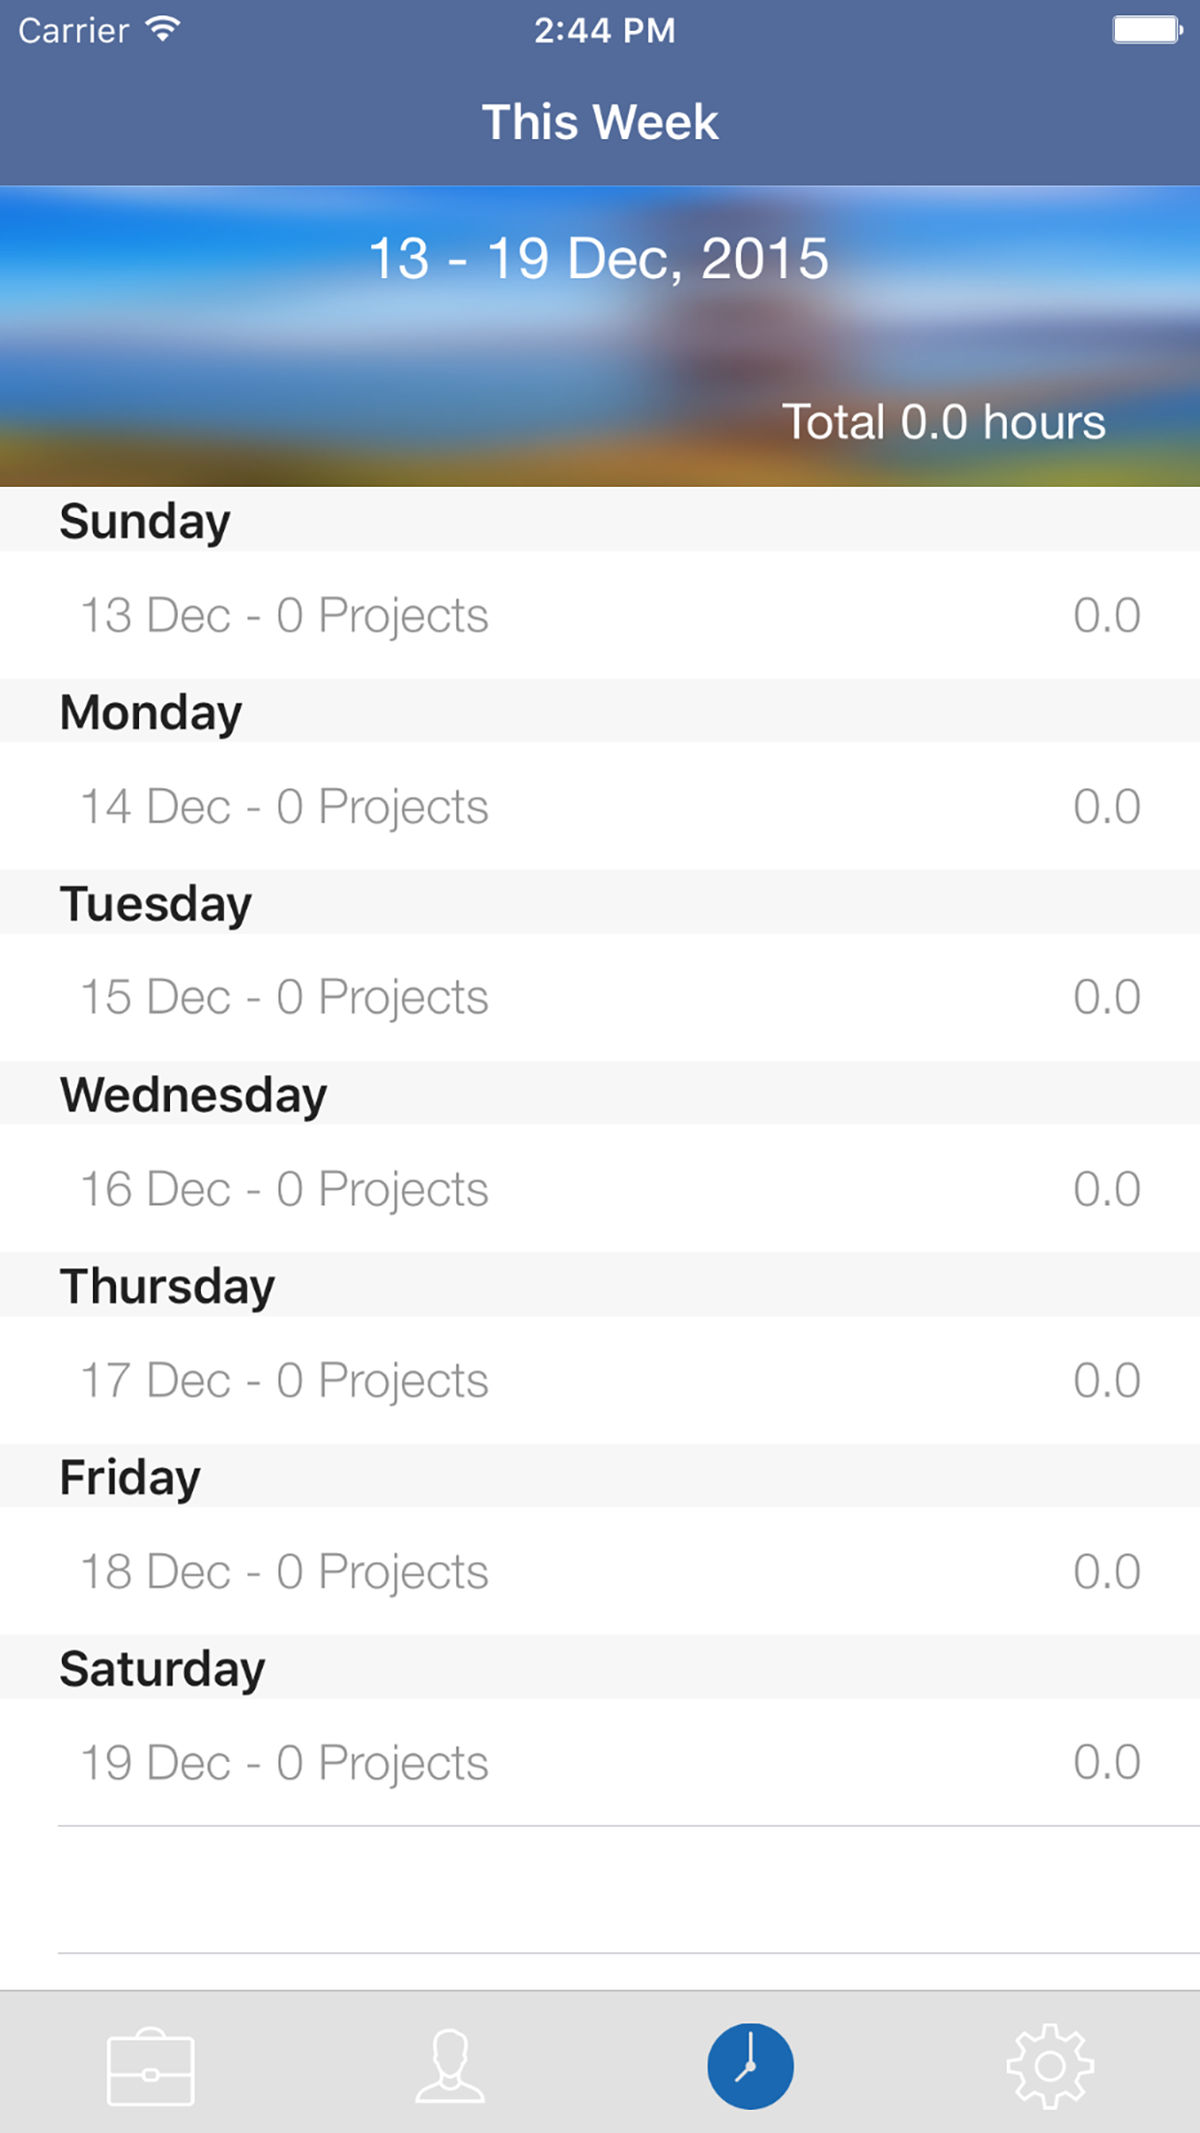 Carrier 2:44 PM
This Week
13 - 19 Dec, 2015
Total 0.0 hours
Sunday
13 Dec - 0 Projects 0.0
Monday
14 Dec - 0 Projects 0.0
Tuesday
15 Dec - 0 Projects 0.0
Wednesday
16 Dec - 0 Projects 0.0
Thursday
17 Dec - 0 Projects 0.0
Friday
18 Dec - 0 Projects 0.0
Saturday
19 Dec - 0 Projects 0.0